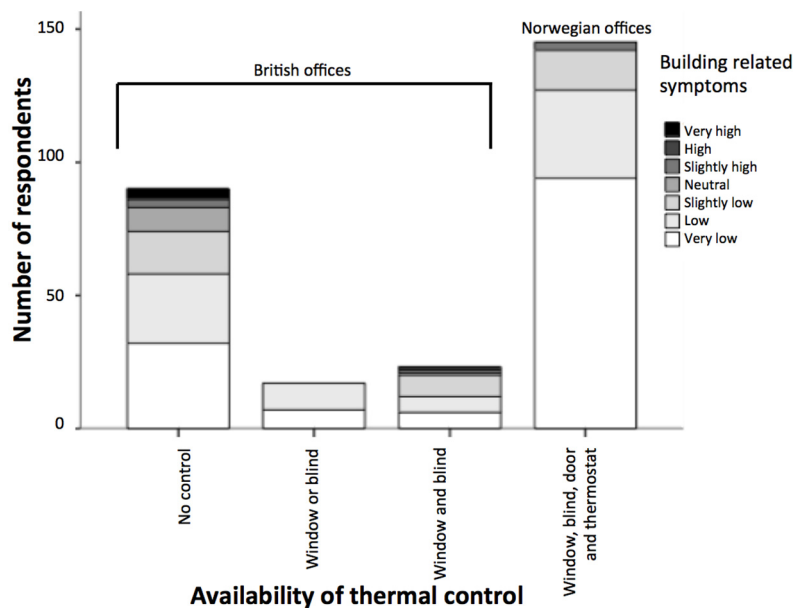 Norwegian offices
British offices
Building related
symptoms
Very high
High
Slightly high
Neutral
Slightly low
Low
Very low
Number of respondents
150
100
50
0
No control
Window or blind
Window and blind
Window, blind, door
and thermostat
Availability of thermal control